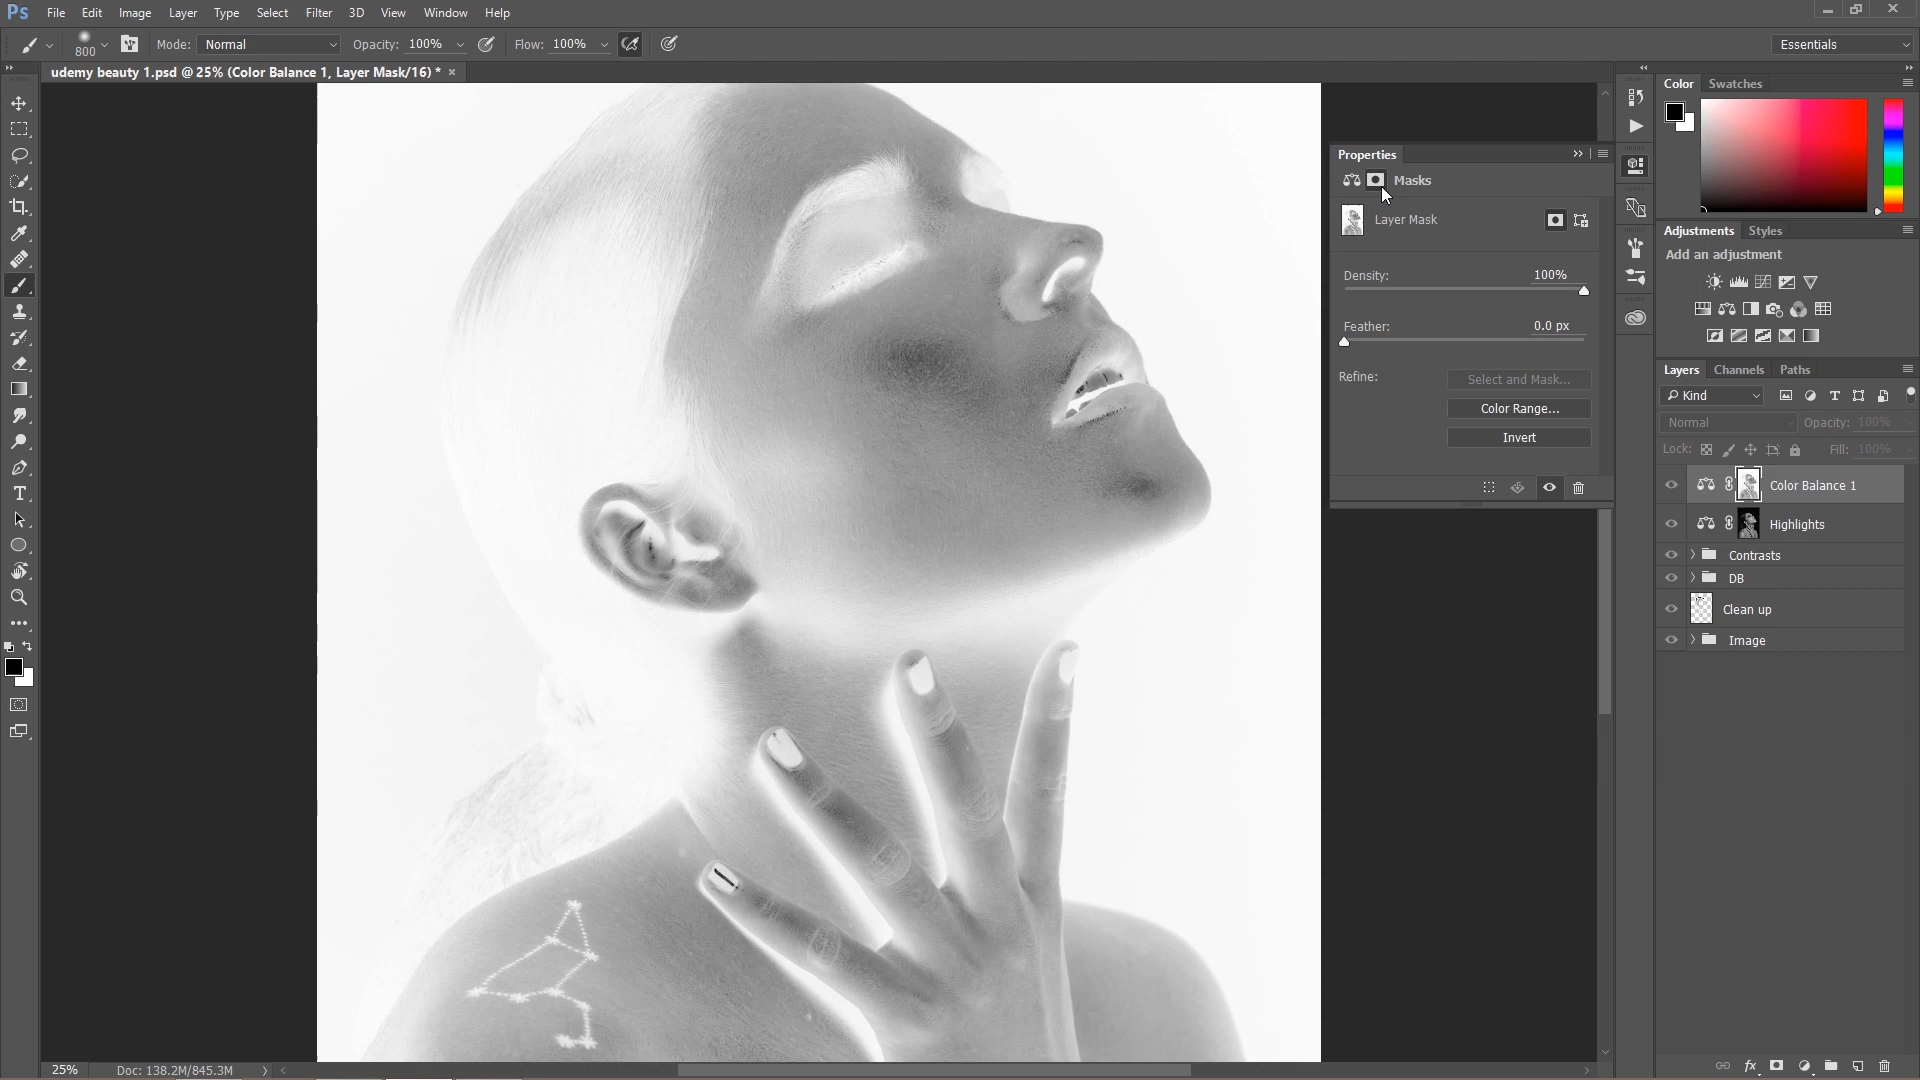 Ps File Edit Image Layer Type Select Filter 3D View Window Help
800 Mode: Normal Opacity: 100% Flow: 100% Essentials
udemy beauty 1.psd @ 25% (Color Balance 1, Layer Mask/16) * ×
Color Swatches
Properties
Masks
Layer Mask
Density: 100%
Feather: 0.0 px
Refine: Select and Mask...
Color Range...
Invert
Adjustments Styles
Add an adjustment
Layers Channels Paths
Kind
Normal Opacity: 100%
Lock: Fill: 100%
Color Balance 1
Highlights
Contrasts
DB
Clean up
Image
25% Doc: 138.2M/845.3M